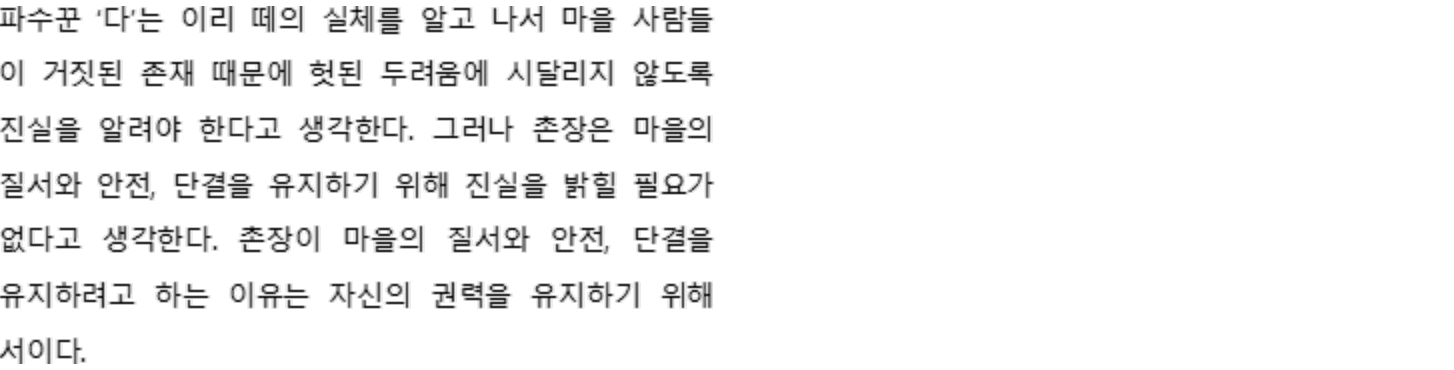 파수꾼 ‘다’는 이리 떼의 실체를 알고 나서 마을 사람들
이 거짓된 존재 때문에 헛된 두려움에 시달리지 않도록
진실을 알려야 한다고 생각한다. 그러나 촌장은 마을의
질서와 안전, 단결을 유지하기 위해 진실을 밝힐 필요가
없다고 생각한다. 촌장이 마을의 질서와 안전, 단결을
유지하려고 하는 이유는 자신의 권력을 유지하기 위해
서이다.